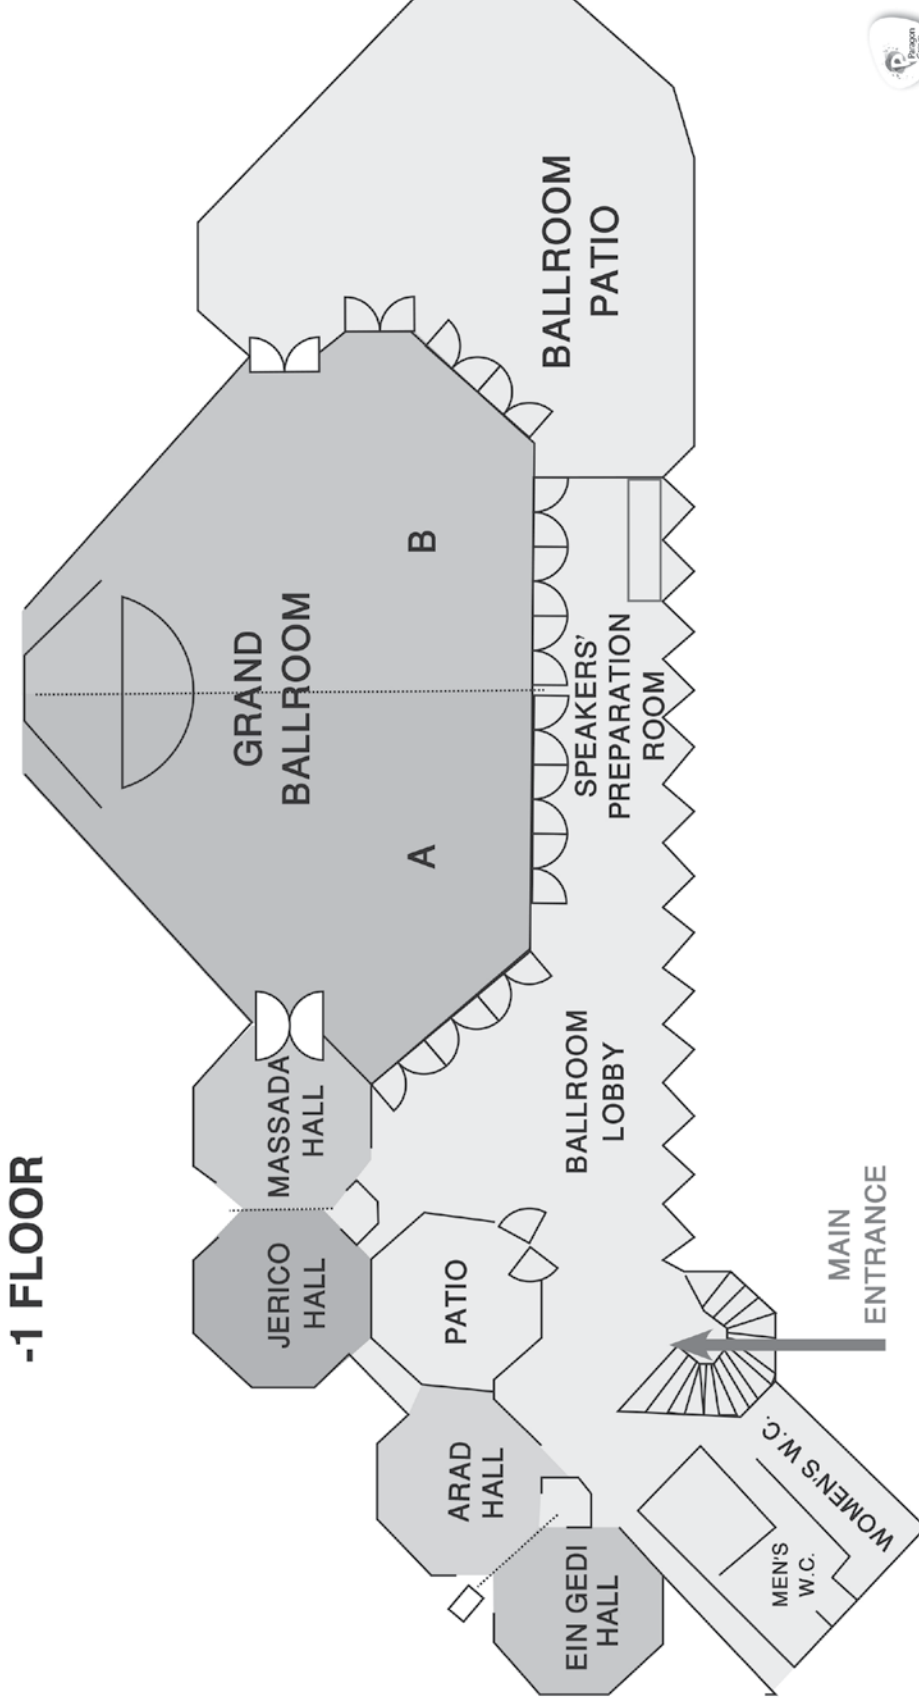 -1 FLOOR
EIN GEDI
HALL
ARAD
HALL
JERICO
HALL
MASSADA
HALL
PATIO
GRAND
BALLROOM
A
B
BALLROOM
PATIO
BALLROOM
LOBBY
SPEAKERS'
PREPARATION
ROOM
MEN'S
W.C.
WOMEN'S W.C.
MAIN
ENTRANCE
Paragon